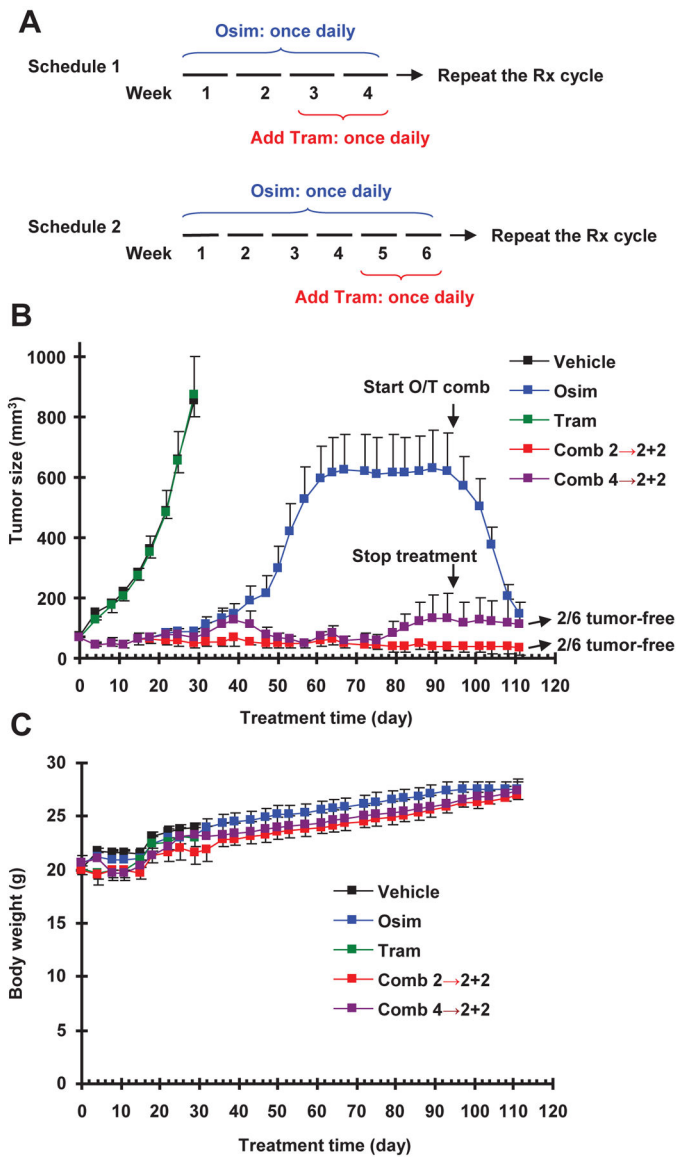 A
Osim: once daily
Schedule 1
Repeat the Rx cycle
Week 1 2 3 4
Add Tram: once daily
Osim: once daily
Schedule 2
Repeat the Rx cycle
Week 1 2 3 4 5 6
Add Tram: once daily
B
Tumor size (mm³)
1000
800
600
400
200
0
Start O/T comb
Stop treatment
Vehicle
Osim
Tram
Comb 2→2+2
Comb 4→2+2
2/6 tumor-free
2/6 tumor-free
0 10 20 30 40 50 60 70 80 90 100 110 120
Treatment time (day)
C
Body weight (g)
30
25
20
15
10
5
0
Vehicle
Osim
Tram
Comb 2→2+2
Comb 4→2+2
0 10 20 30 40 50 60 70 80 90 100 110 120
Treatment time (day)